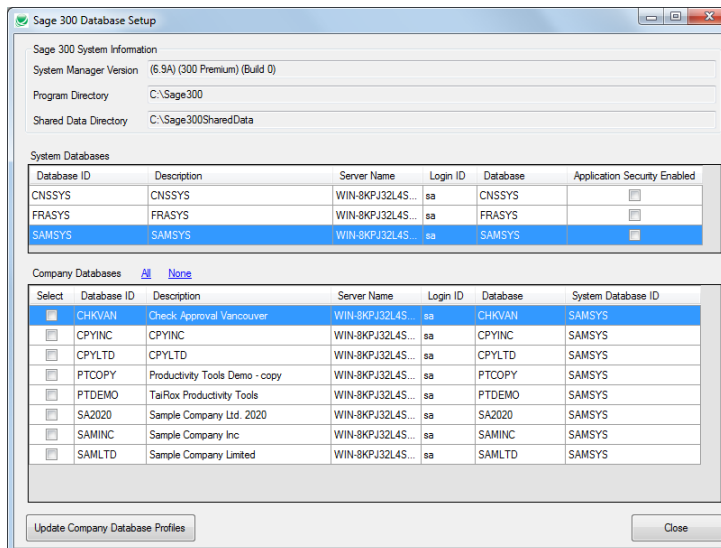 Sage 300 Database Setup
Sage 300 System Information
System Manager Version (6.9A) (300 Premium) (Build 0)
Program Directory C:\Sage300
Shared Data Directory C:\Sage300SharedData
System Databases
Database ID Description Server Name Login ID Database Application Security Enabled
CNSSYS CNSSYS WIN-8KPJ32L4S... sa CNSSYS
FRASYS FRASYS WIN-8KPJ32L4S... sa FRASYS
SAMSYS SAMSYS WIN-8KPJ32L4S... sa SAMSYS
Company Databases All None
Select Database ID Description Server Name Login ID Database System Database ID
CHKVAN Check Approval Vancouver WIN-8KPJ32L4S... sa CHKVAN SAMSYS
CPYINC CPYINC WIN-8KPJ32L4S... sa CPYINC SAMSYS
CPYLTD CPYLTD WIN-8KPJ32L4S... sa CPYLTD SAMSYS
PTCOPY Productivity Tools Demo - copy WIN-8KPJ32L4S... sa PTCOPY SAMSYS
PTDEMO TaiRox Productivity Tools WIN-8KPJ32L4S... sa PTDEMO SAMSYS
SA2020 Sample Company Ltd. 2020 WIN-8KPJ32L4S... sa SA2020 SAMSYS
SAMINC Sample Company Inc WIN-8KPJ32L4S... sa SAMINC SAMSYS
SAMLTD Sample Company Limited WIN-8KPJ32L4S... sa SAMLTD SAMSYS
Update Company Database Profiles Close